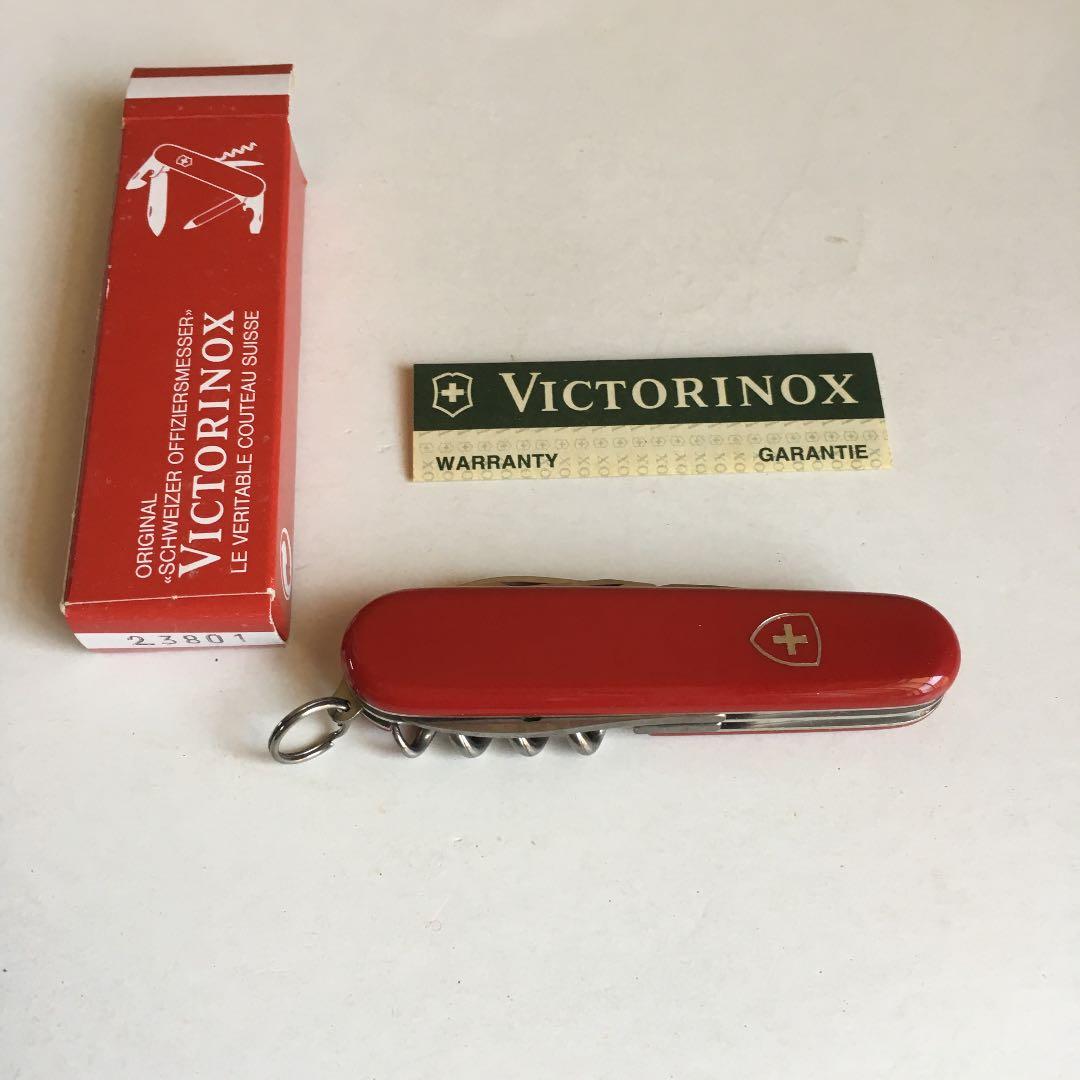 ORIGINAL
«SCHWEIZER OFFIZIERSMESSER»
VICTORINOX
LE VERITABLE COUTEAU SUISSE
23801
VICTORINOX
WARRANTY
GARANTIE